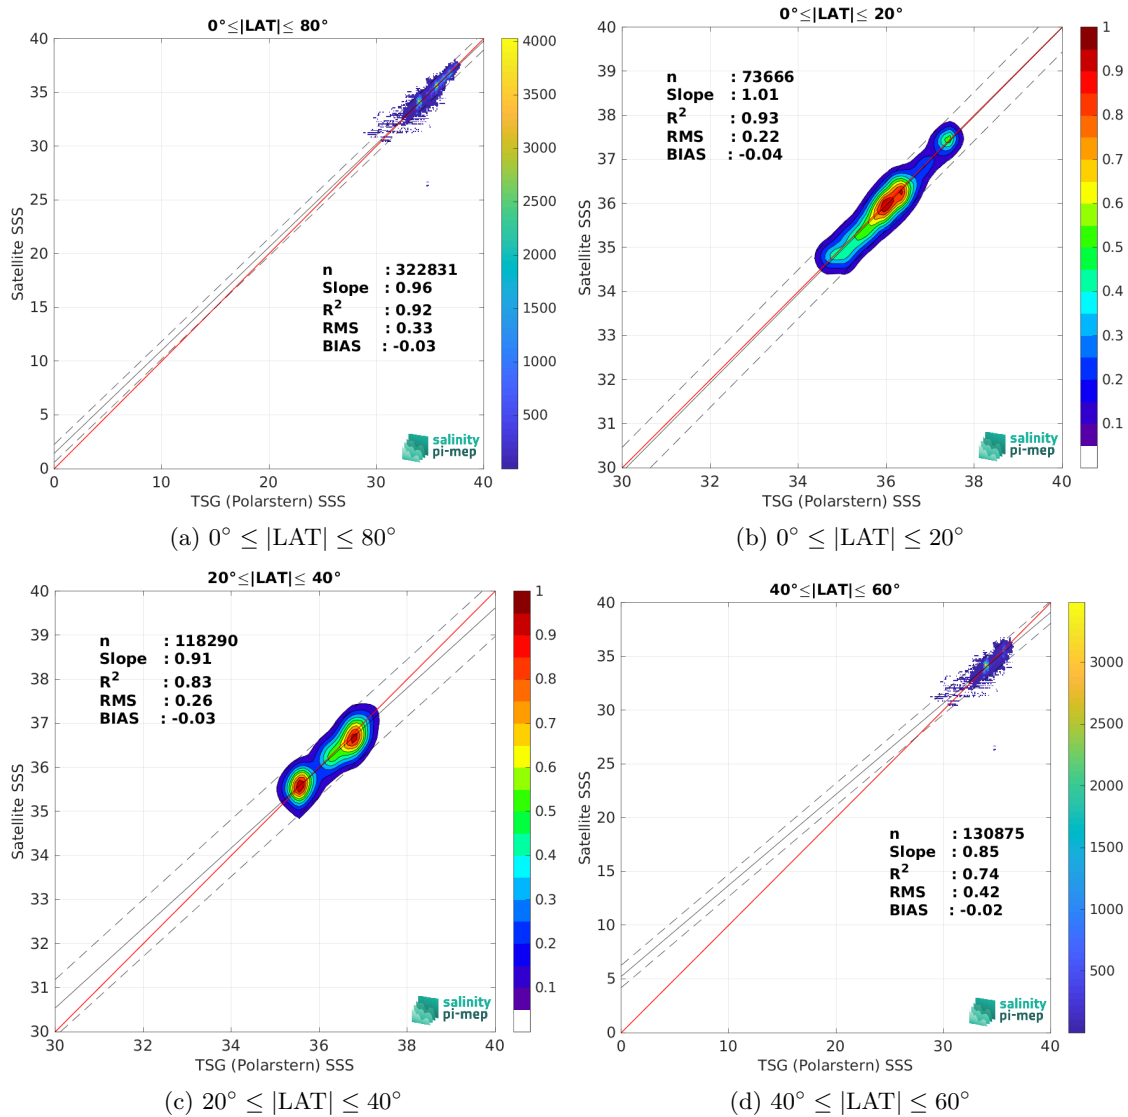 0°≤|LAT|≤ 80°
40
35
30
25
20
15
10
5
0
Satellite SSS
n : 322831
Slope : 0.96
R² : 0.92
RMS : 0.33
BIAS : -0.03
salinity
pi-mep
0 10 20 30 40
TSG (Polarstern) SSS
4000
3500
3000
2500
2000
1500
1000
500
(a) 0° ≤ |LAT| ≤ 80°
0°≤|LAT|≤ 20°
40
39
38
37
36
35
34
33
32
31
30
Satellite SSS
n : 73666
Slope : 1.01
R² : 0.93
RMS : 0.22
BIAS : -0.04
salinity
pi-mep
30 32 34 36 38 40
TSG (Polarstern) SSS
1
0.9
0.8
0.7
0.6
0.5
0.4
0.3
0.2
0.1
(b) 0° ≤ |LAT| ≤ 20°
20°≤|LAT|≤ 40°
40
39
38
37
36
35
34
33
32
31
30
Satellite SSS
n : 118290
Slope : 0.91
R² : 0.83
RMS : 0.26
BIAS : -0.03
salinity
pi-mep
30 32 34 36 38 40
TSG (Polarstern) SSS
1
0.9
0.8
0.7
0.6
0.5
0.4
0.3
0.2
0.1
(c) 20° ≤ |LAT| ≤ 40°
40°≤|LAT|≤ 60°
40
35
30
25
20
15
10
5
0
Satellite SSS
n : 130875
Slope : 0.85
R² : 0.74
RMS : 0.42
BIAS : -0.02
salinity
pi-mep
0 10 20 30 40
TSG (Polarstern) SSS
3000
2500
2000
1500
1000
500
(d) 40° ≤ |LAT| ≤ 60°